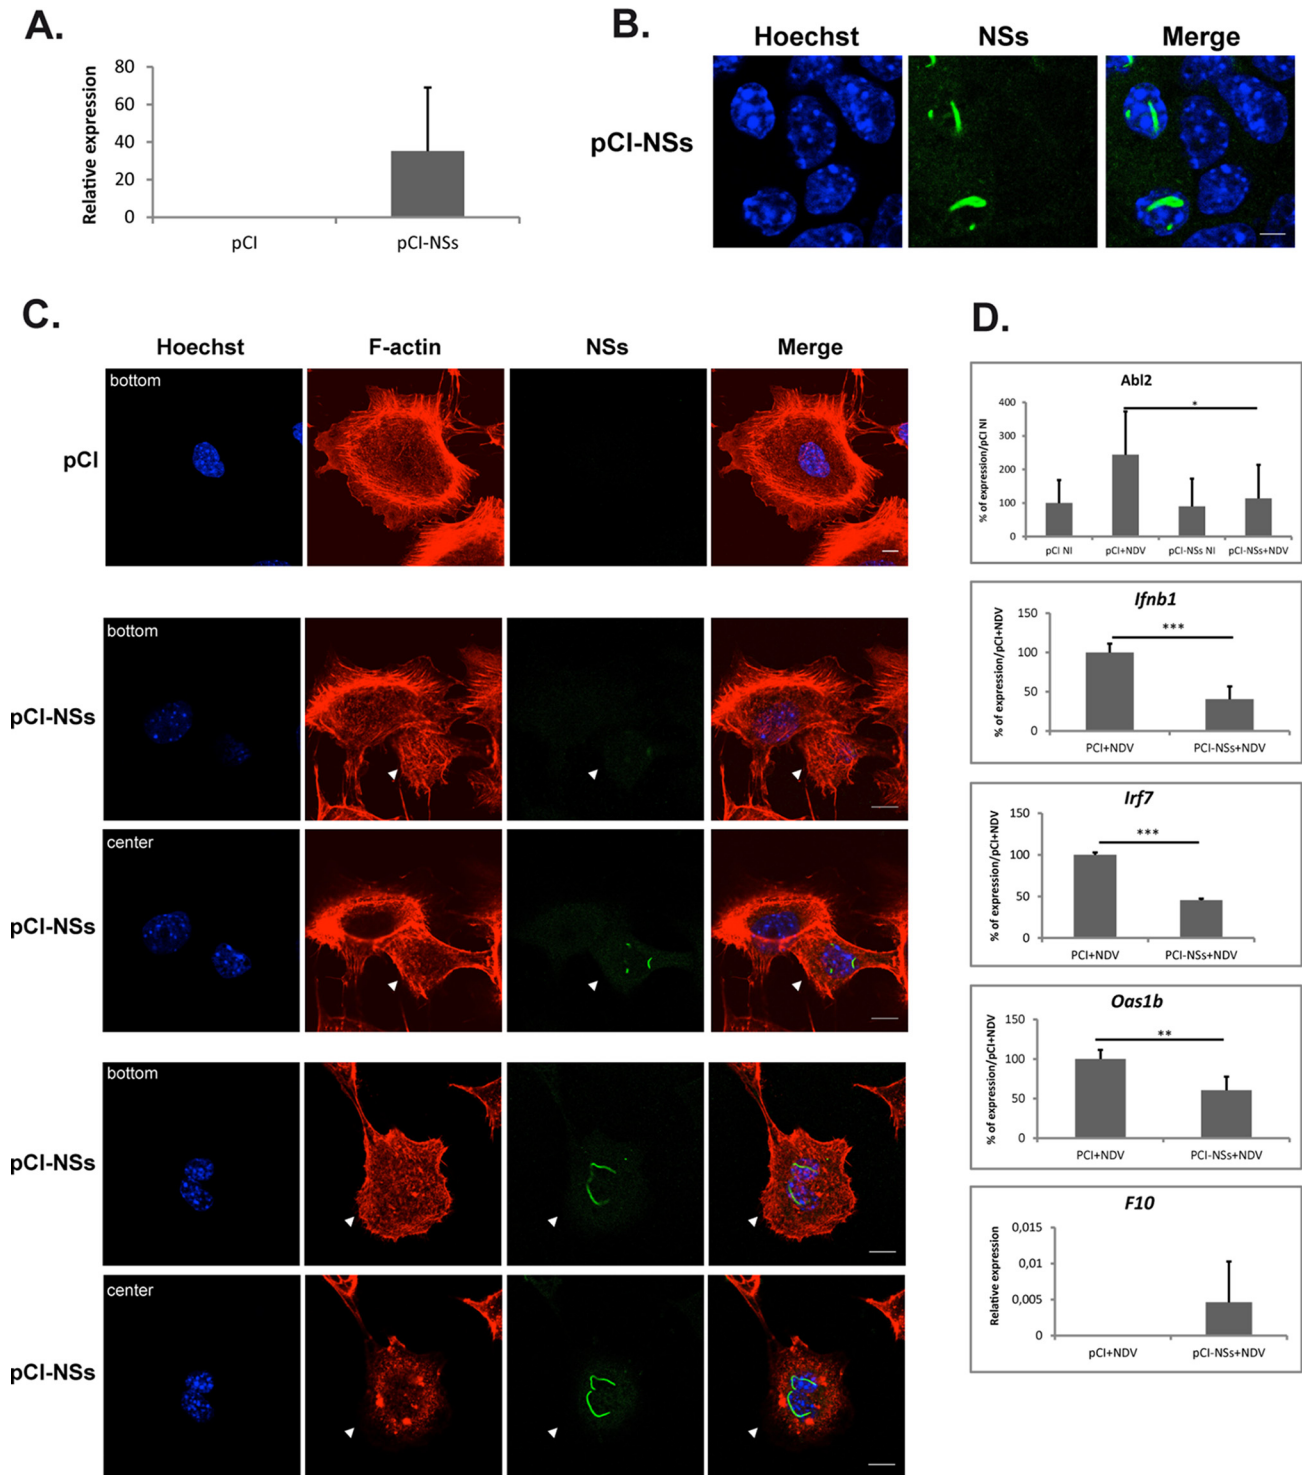 A.
Relative expression
80
60
40
20
0
pCI
pCI-NSs
B.
Hoechst
NSs
Merge
pCI-NSs
C.
Hoechst
F-actin
NSs
Merge
bottom
pCI
bottom
pCI-NSs
center
pCI-NSs
bottom
pCI-NSs
center
pCI-NSs
D.
Abl2
% of expression/pCI NI
400
300
200
100
0
*
pCI NI
pCI+NDV
pCI-NSs NI
pCI-NSs+NDV
Ifnb1
% of expression/pCI+NDV
150
100
50
0
***
PCI+NDV
PCI-NSs+NDV
Irf7
% of expression/pCI+NDV
150
100
50
0
***
PCI+NDV
PCI-NSs+NDV
Oas1b
% of expression/pCI+NDV
150
100
50
0
**
PCI+NDV
PCI-NSs+NDV
F10
Relative expression
0,015
0,01
0,005
0
pCI+NDV
pCI-NSs+NDV